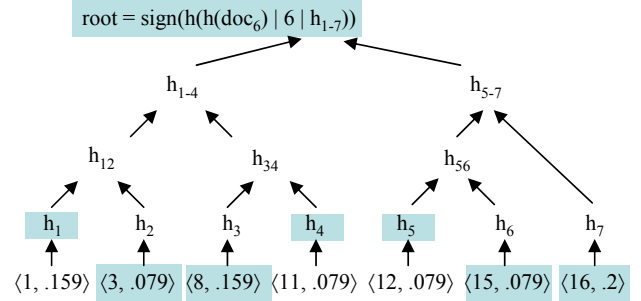 root = sign(h(h(doc₆) | 6 | h₁₋₇))
h₁₋₄ h₅₋₇
h₁₂ h₃₄ h₅₆
h₁ h₂ h₃ h₄ h₅ h₆ h₇
⟨1, .159⟩ ⟨3, .079⟩ ⟨8, .159⟩ ⟨11, .079⟩ ⟨12, .079⟩ ⟨15, .079⟩ ⟨16, .2⟩